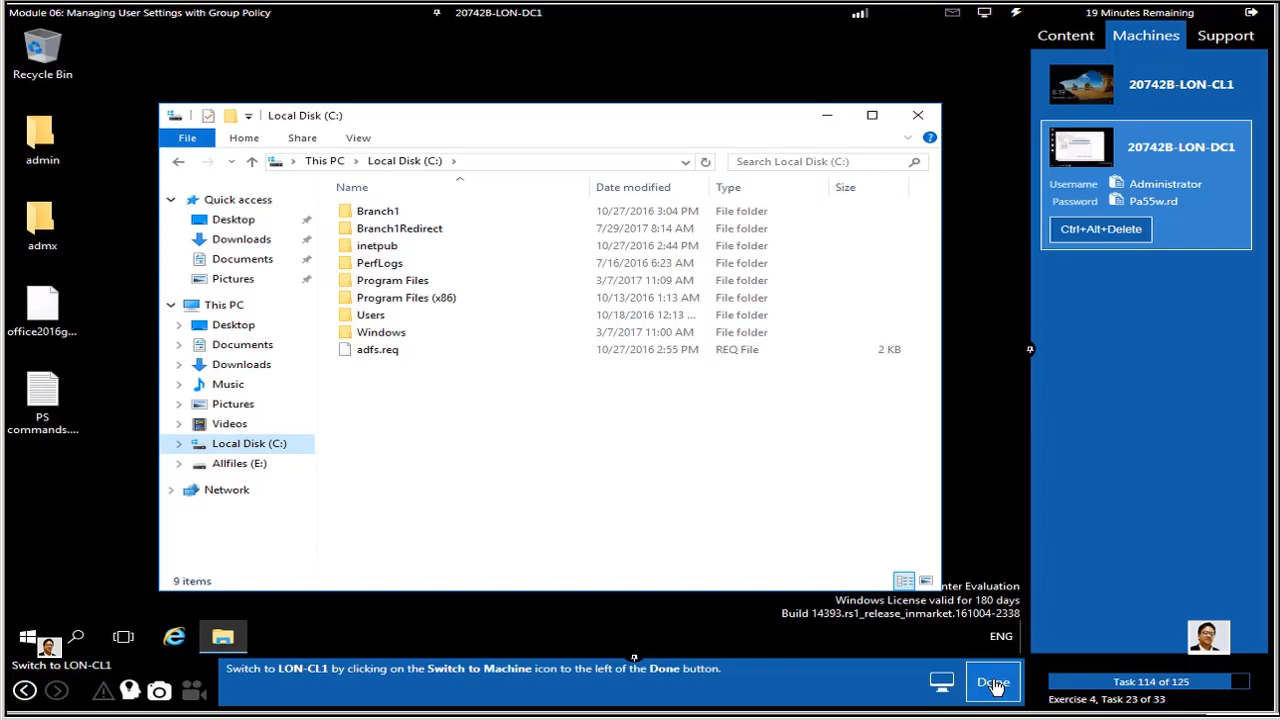 Module 06: Managing User Settings with Group Policy
20742B-LON-DC1
19 Minutes Remaining
Content
Machines
Support
Recycle Bin
admin
admx
office2016g...
PS
commands....
Local Disk (C:)
File
Home
Share
View
This PC
Local Disk (C:)
Search Local Disk (C:)
Quick access
Desktop
Downloads
Documents
Pictures
This PC
Desktop
Documents
Downloads
Music
Pictures
Videos
Local Disk (C:)
Allfiles (E:)
Network
Name Date modified Type Size
Branch1 10/27/2016 3:04 PM File folder
Branch1Redirect 7/29/2017 8:14 AM File folder
inetpub 10/27/2016 2:44 PM File folder
PerfLogs 7/16/2016 6:23 AM File folder
Program Files 3/7/2017 11:09 AM File folder
Program Files (x86) 10/13/2016 1:13 AM File folder
Users 10/18/2016 12:13 ... File folder
Windows 3/7/2017 11:00 AM File folder
adfs.req 10/27/2016 2:55 PM REQ File 2 KB
9 items
20742B-LON-CL1
20742B-LON-DC1
Username Administrator
Password Pa55w.rd
Ctrl+Alt+Delete
nter Evaluation
Windows License valid for 180 days
Build 14393.rs1_release_inmarket.161004-2338
ENG
Switch to LON-CL1
Switch to LON-CL1 by clicking on the Switch to Machine icon to the left of the Done button.
Done
Task 114 of 125
Exercise 4, Task 23 of 33